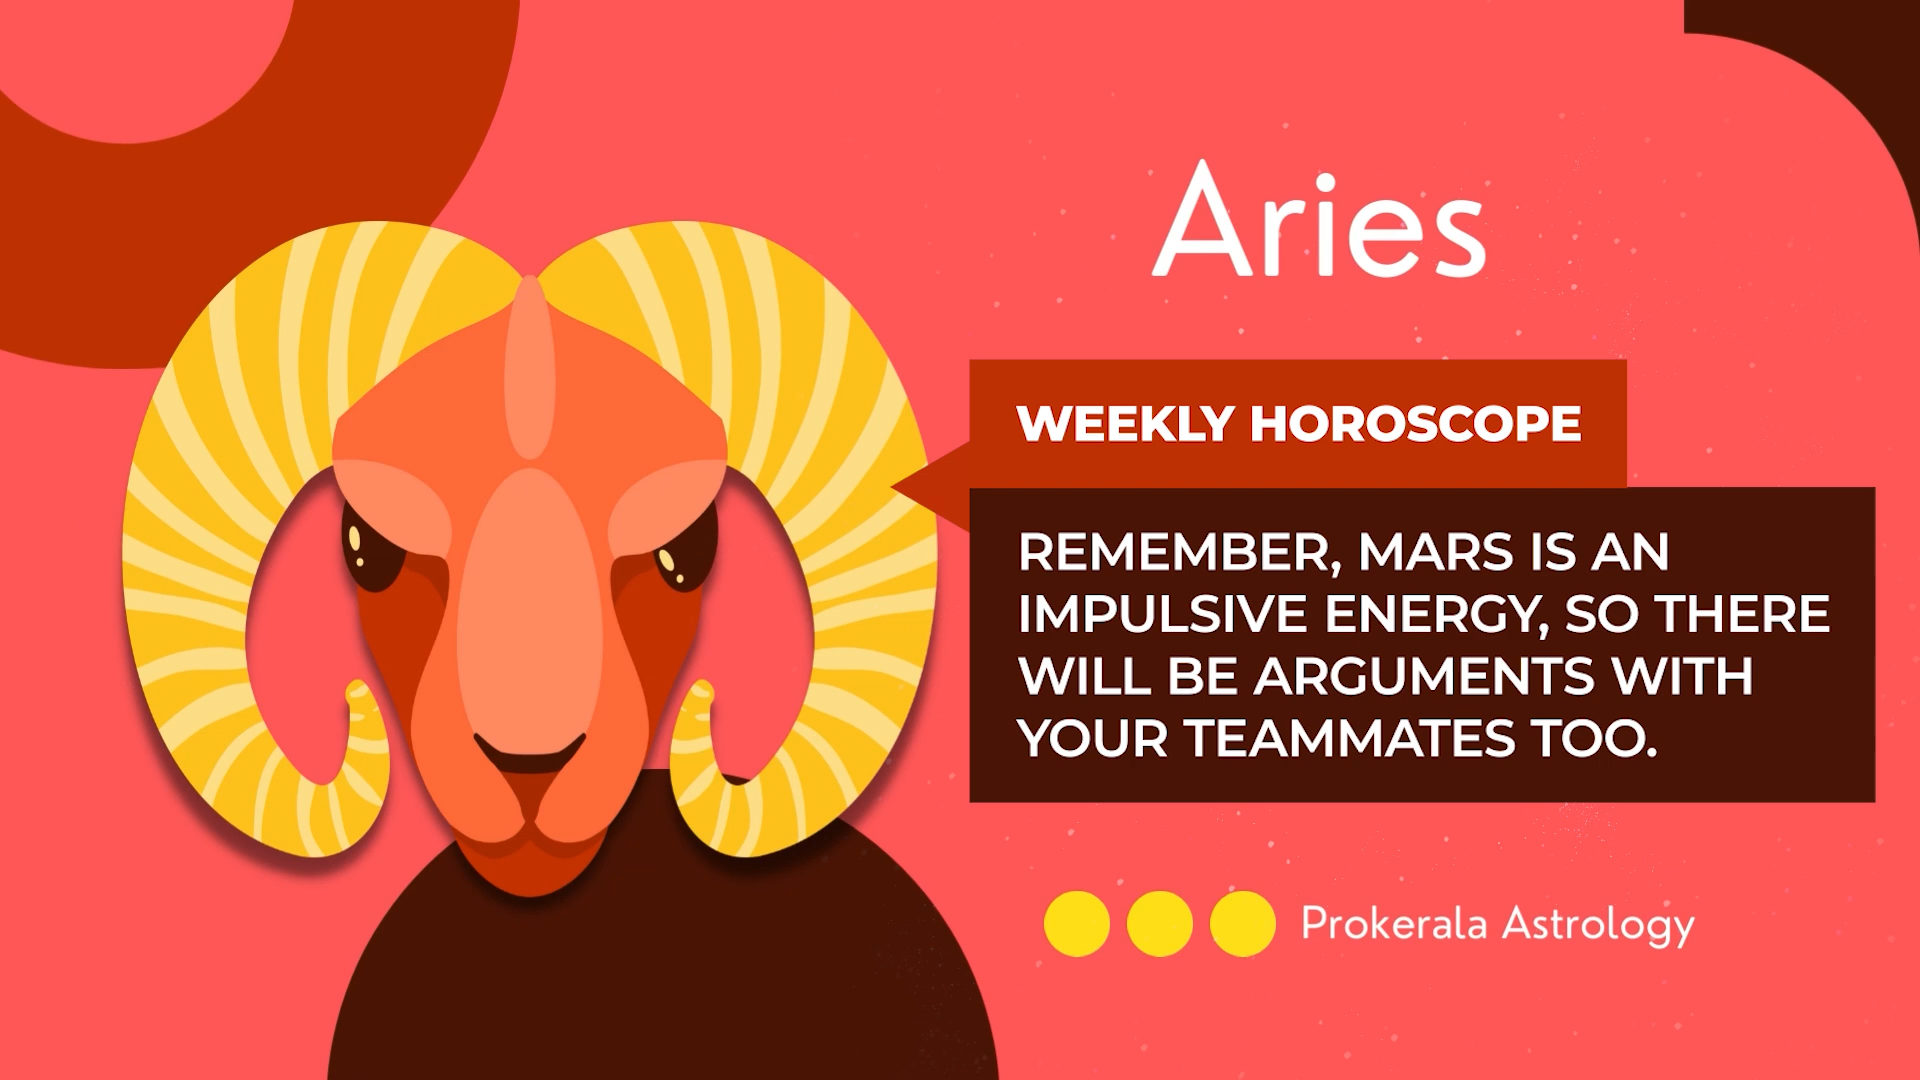 Aries
WEEKLY HOROSCOPE
REMEMBER, MARS IS AN
IMPULSIVE ENERGY, SO THERE
WILL BE ARGUMENTS WITH
YOUR TEAMMATES TOO.
Prokerala Astrology